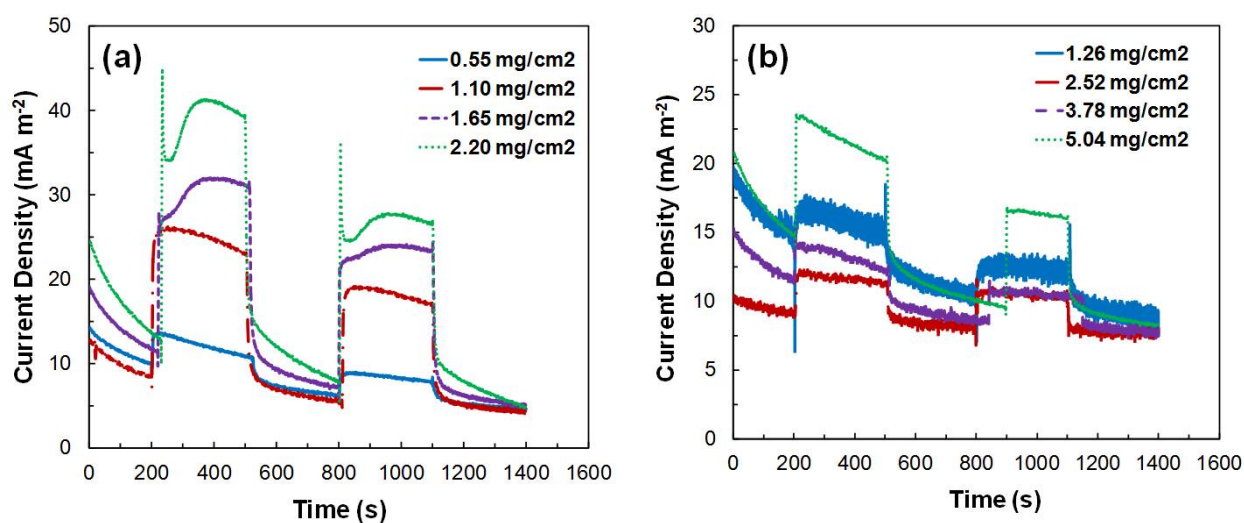 (a)
0.55 mg/cm2
1.10 mg/cm2
1.65 mg/cm2
2.20 mg/cm2
Current Density (mA m-2)
50
40
30
20
10
0
0 200 400 600 800 1000 1200 1400 1600
Time (s)
(b)
1.26 mg/cm2
2.52 mg/cm2
3.78 mg/cm2
5.04 mg/cm2
Current Density (mA m-2)
30
25
20
15
10
5
0
0 200 400 600 800 1000 1200 1400 1600
Time (s)